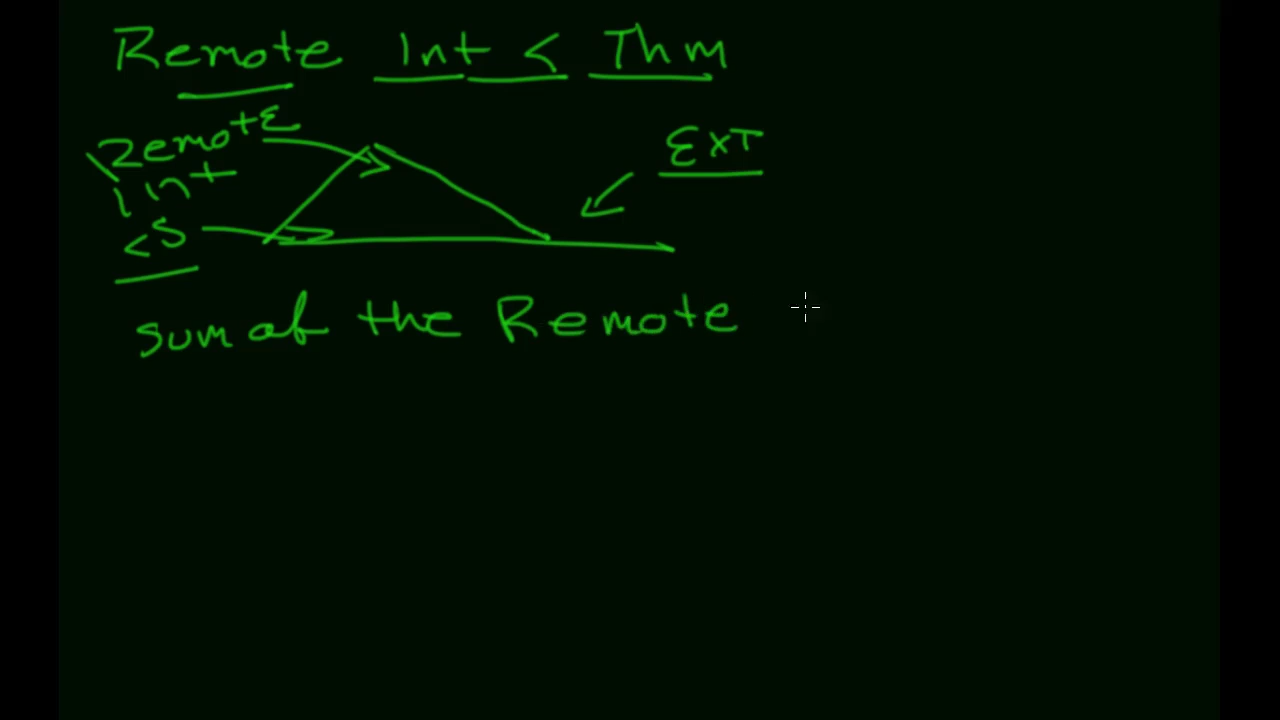 Remote Int < Thm
Remote
Int
<S
EXT
sum of the Remote